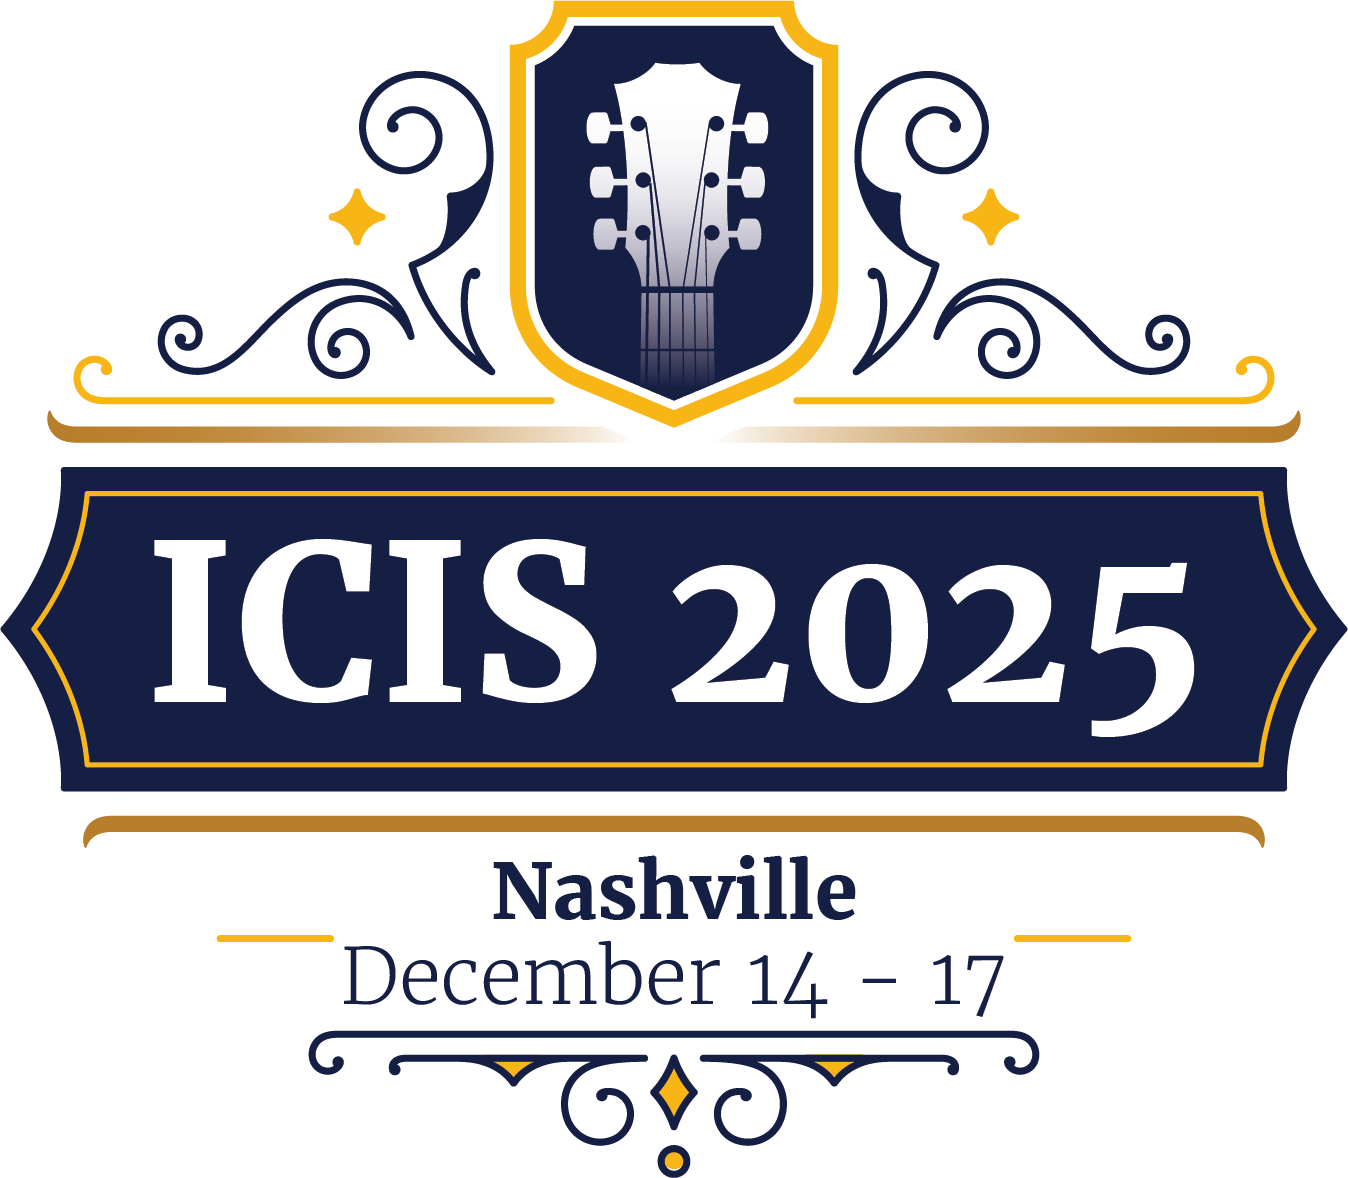 ICIS 2025
Nashville
December 14 – 17